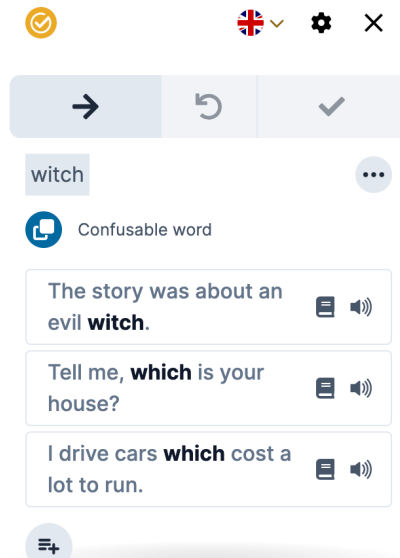 witch
Confusable word
The story was about an
evil witch.
Tell me, which is your
house?
I drive cars which cost a
lot to run.